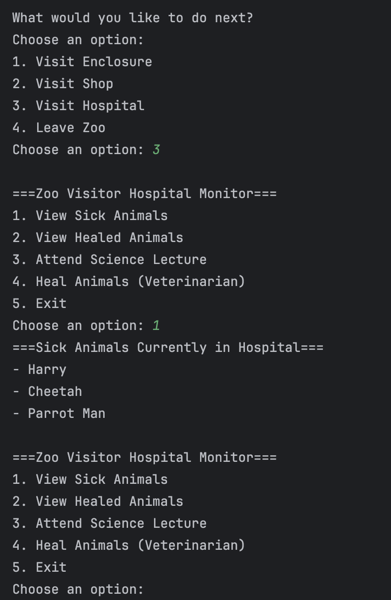 What would you like to do next?
Choose an option:
1. Visit Enclosure
2. Visit Shop
3. Visit Hospital
4. Leave Zoo
Choose an option: 3
===Zoo Visitor Hospital Monitor===
1. View Sick Animals
2. View Healed Animals
3. Attend Science Lecture
4. Heal Animals (Veterinarian)
5. Exit
Choose an option: 1
===Sick Animals Currently in Hospital===
- Harry
- Cheetah
- Parrot Man
===Zoo Visitor Hospital Monitor===
1. View Sick Animals
2. View Healed Animals
3. Attend Science Lecture
4. Heal Animals (Veterinarian)
5. Exit
Choose an option: